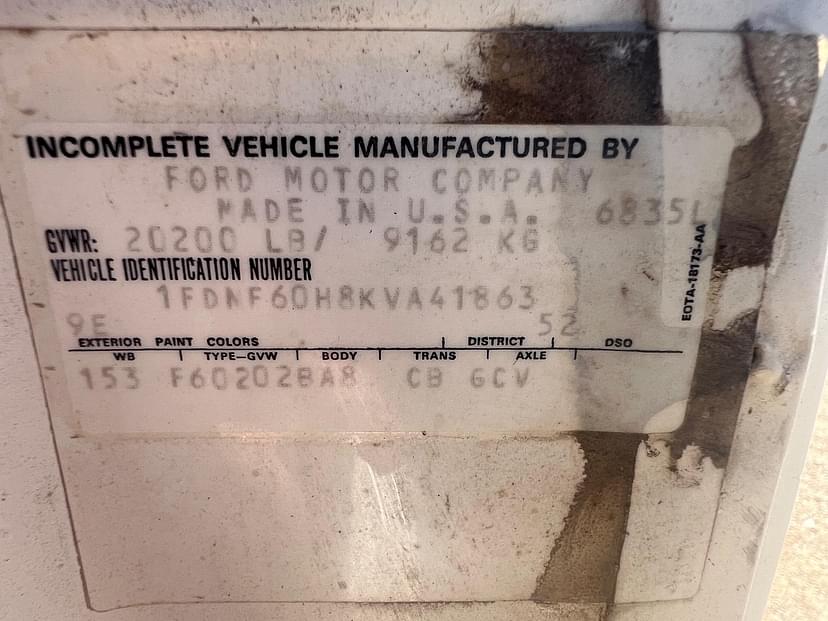 INCOMPLETE VEHICLE MANUFACTURED BY
FORD MOTOR COMPANY
MADE IN U.S.A. 6835L
GVWR: 20200 LB/ 9162 KG
VEHICLE IDENTIFICATION NUMBER
1FDNF60H8KVA41863
9E 52
EXTERIOR PAINT COLORS DISTRICT DSO
WB TYPE-GVW BODY TRANS AXLE
153 F60202BA8 CB GCV
EOTA-18173-AA